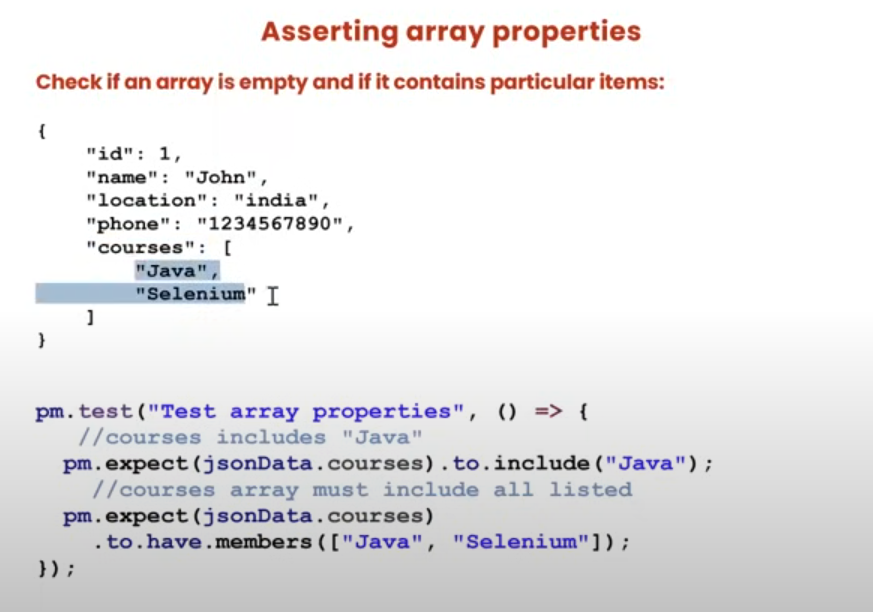 Asserting array properties
Check if an array is empty and if it contains particular items:
{
"id": 1,
"name": "John",
"location": "india",
"phone": "1234567890",
"courses": [
"Java",
"Selenium"
]
}
pm.test("Test array properties", () => {
//courses includes "Java"
pm.expect(jsonData.courses).to.include("Java");
//courses array must include all listed
pm.expect(jsonData.courses)
.to.have.members(["Java", "Selenium"]);
});